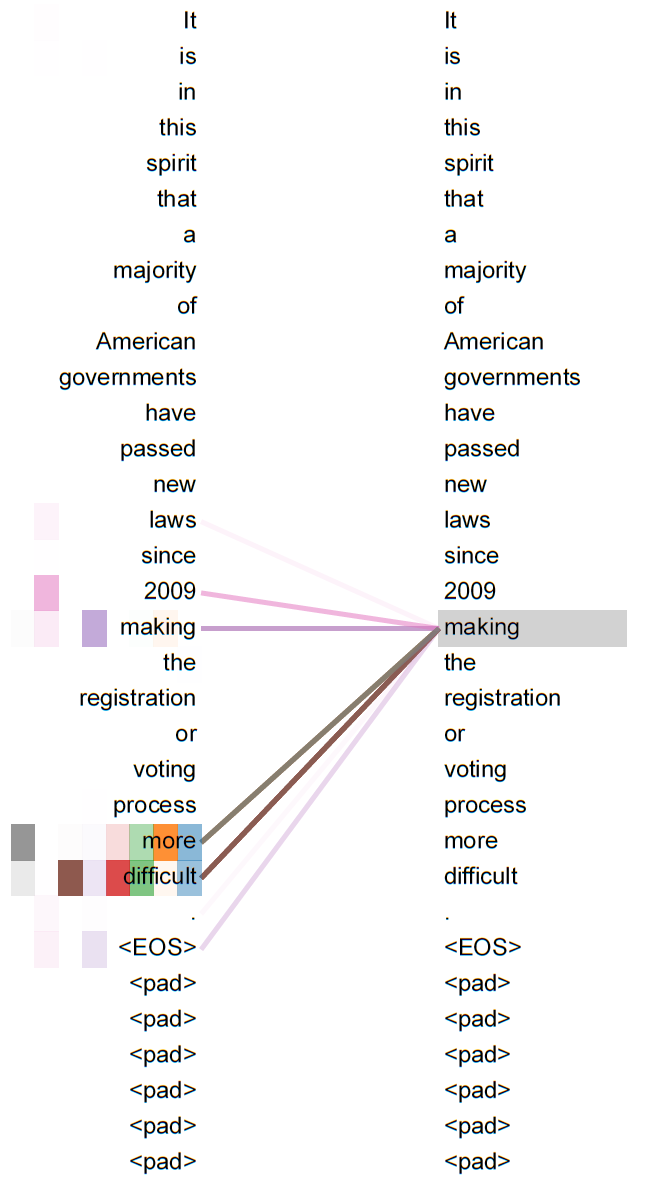 It It
is is
in in
this this
spirit spirit
that that
a a
majority majority
of of
American American
governments governments
have have
passed passed
new new
laws laws
since since
2009 2009
making making
the the
registration registration
or or
voting voting
process process
more more
difficult difficult
. .
<EOS> <EOS>
<pad> <pad>
<pad> <pad>
<pad> <pad>
<pad> <pad>
<pad> <pad>
<pad> <pad>